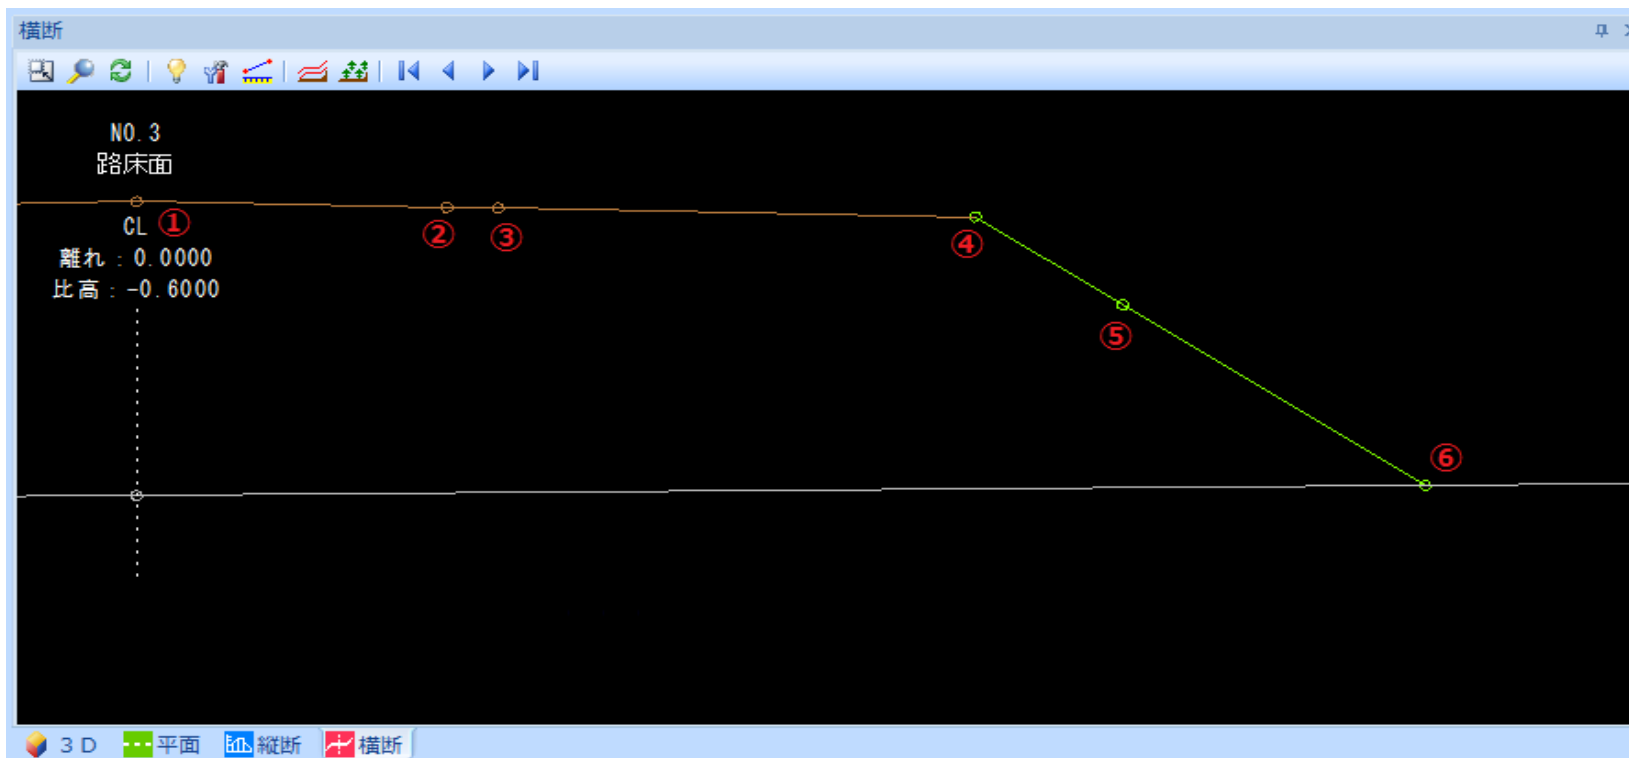 横断
NO.3
路床面
CL ①
離れ:0.0000
比高:-0.6000
②
③
④
⑤
⑥
3D 平面 縦断 横断